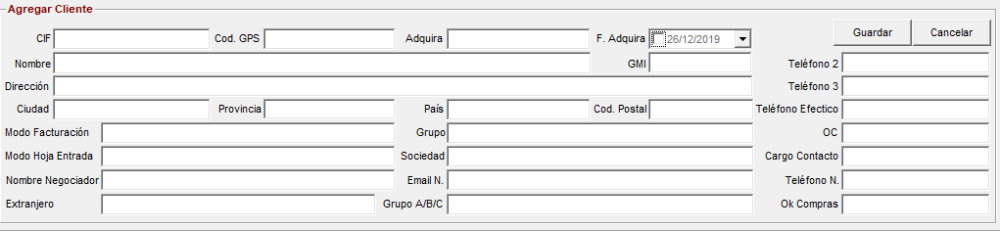 Agregar Cliente
CIF Cod. GPS Adquira F. Adquira 26/12/2019 Guardar Cancelar
Nombre GMI Teléfono 2
Dirección Teléfono 3
Ciudad Provincia País Cod. Postal Teléfono Efectico
Modo Facturación Grupo OC
Modo Hoja Entrada Sociedad Cargo Contacto
Nombre Negociador Email N. Teléfono N.
Extranjero Grupo A/B/C Ok Compras